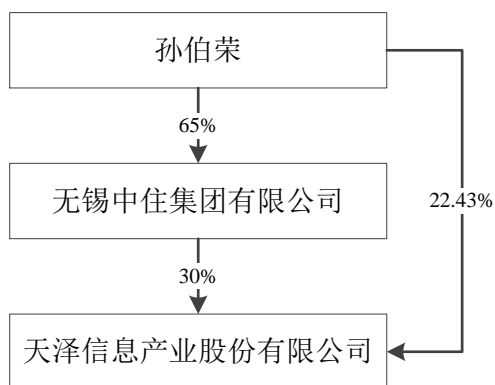 孙伯荣
65%
无锡中住集团有限公司
22.43%
30%
天泽信息产业股份有限公司